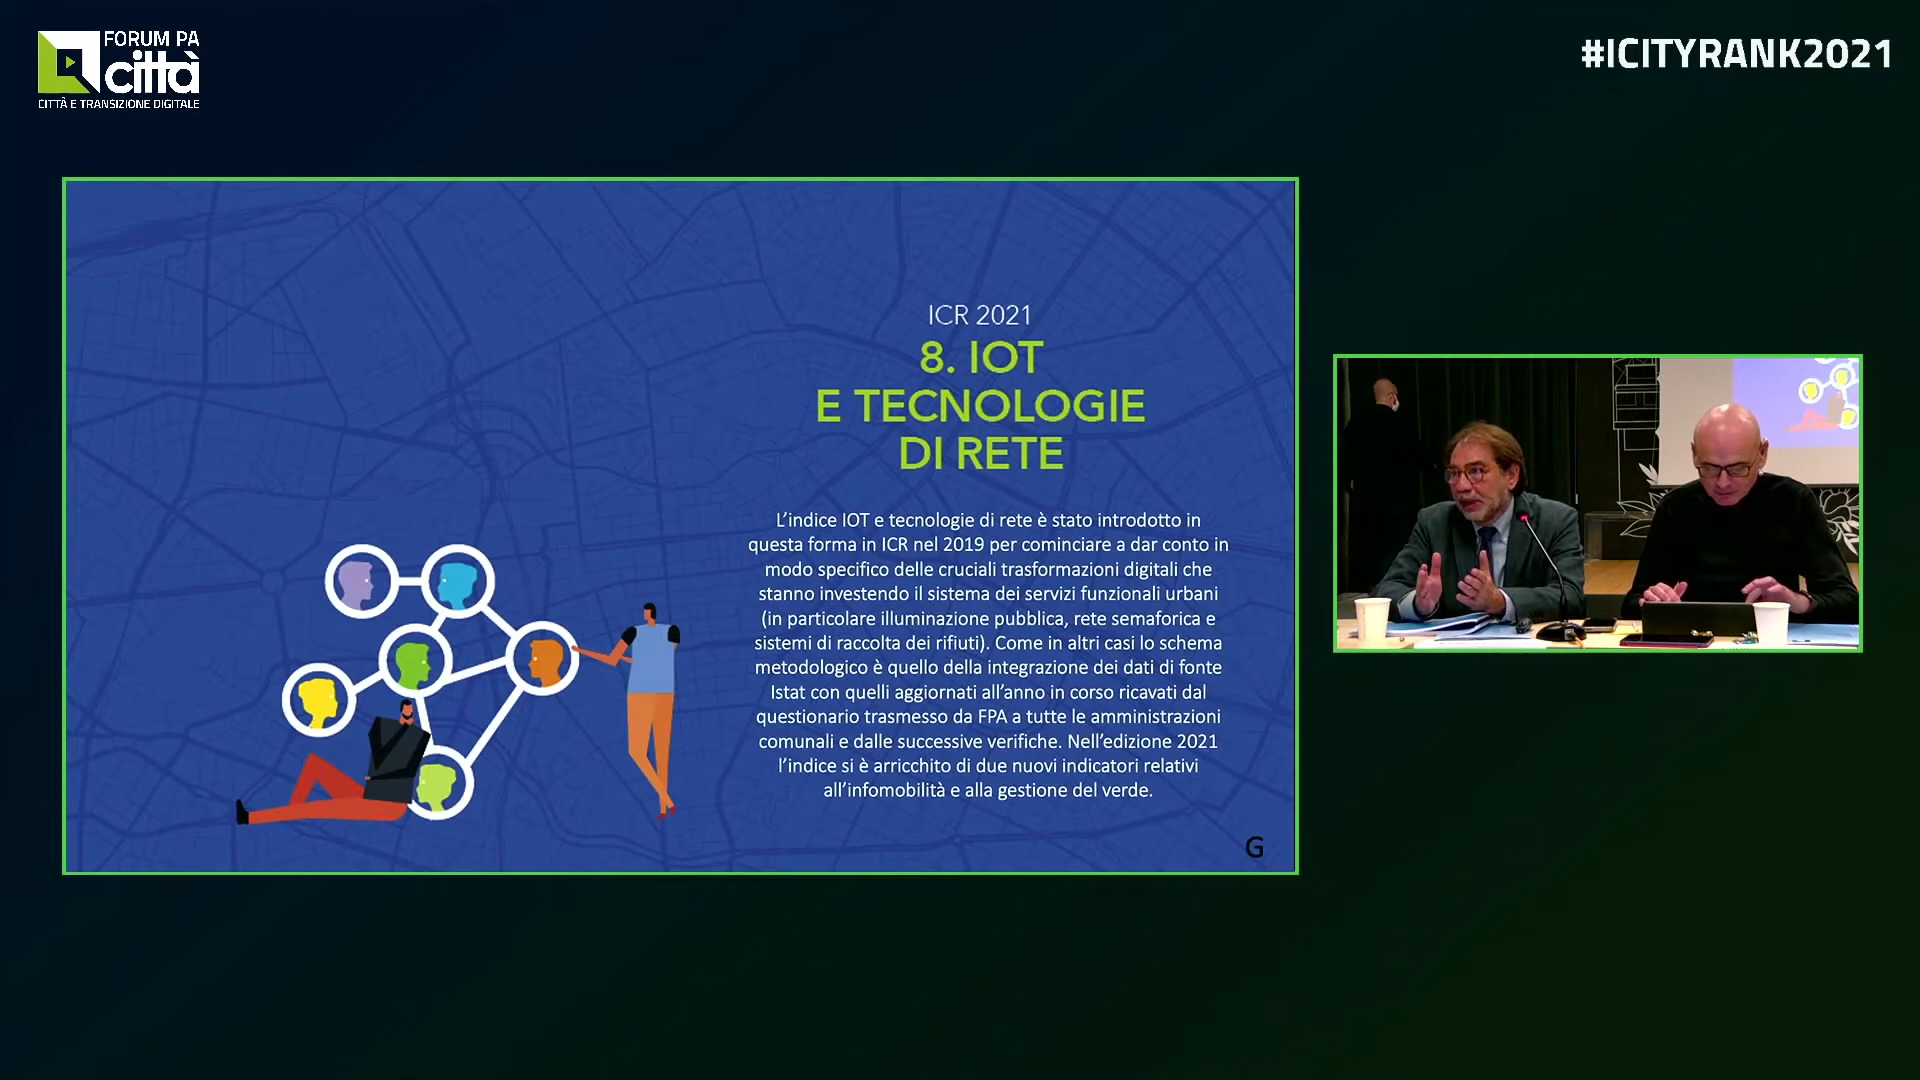 FORUM PA
città
CITTÀ E TRANSIZIONE DIGITALE
#ICITYRANK2021
ICR 2021
8. IOT
E TECNOLOGIE
DI RETE
L’indice IOT e tecnologie di rete è stato introdotto in
questa forma in ICR nel 2019 per cominciare a dar conto in
modo specifico delle cruciali trasformazioni digitali che
stanno investendo il sistema dei servizi funzionali urbani
(in particolare illuminazione pubblica, rete semaforica e
sistemi di raccolta dei rifiuti). Come in altri casi lo schema
metodologico è quello della integrazione dei dati di fonte
Istat con quelli aggiornati all’anno in corso ricavati dal
questionario trasmesso da FPA a tutte le amministrazioni
comunali e dalle successive verifiche. Nell’edizione 2021
l’indice si è arricchito di due nuovi indicatori relativi
all’infomobilità e alla gestione del verde.
G